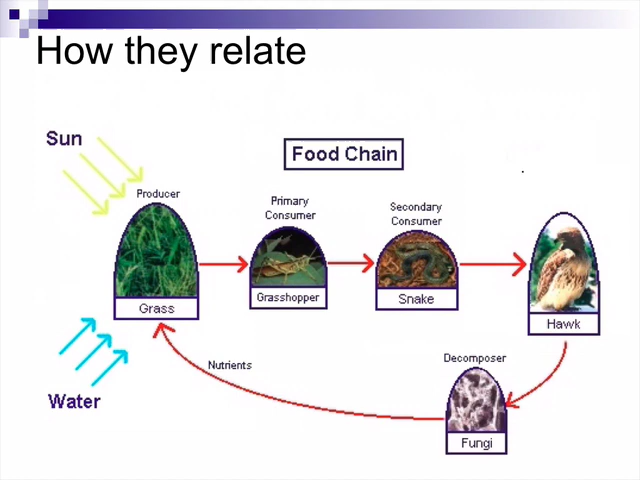 How they relate
Sun
Food Chain
Producer
Primary
Consumer
Secondary
Consumer
Grass
Grasshopper
Snake
Hawk
Water
Nutrients
Decomposer
Fungi